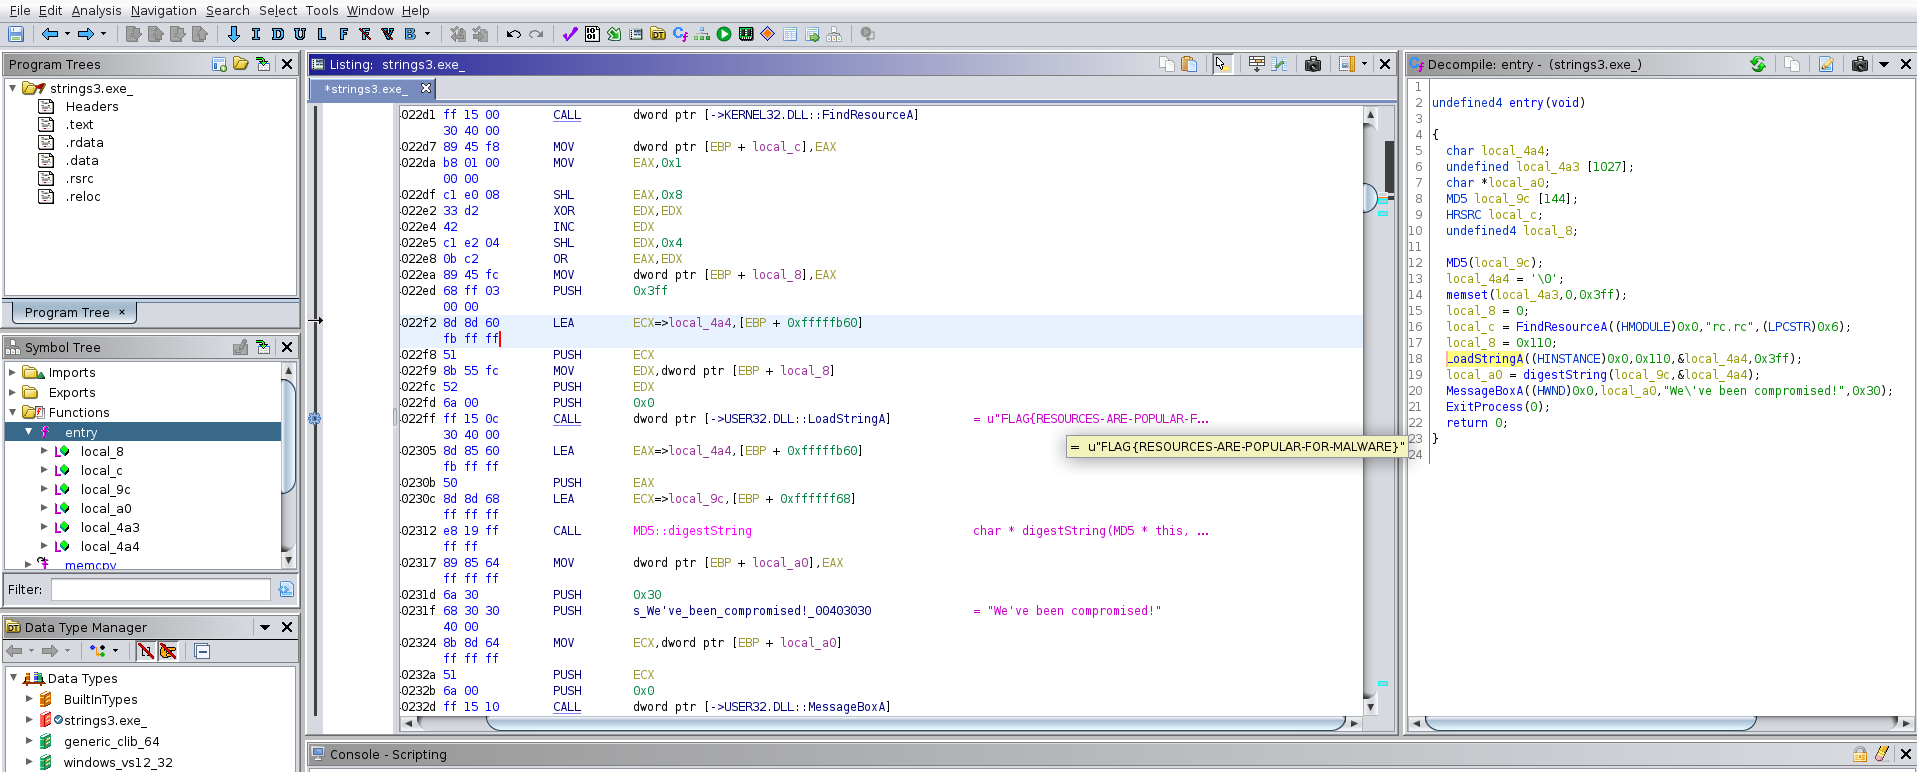 File Edit Analysis Navigation Search Select Tools Window Help
I D U L F R V B
Program Trees
strings3.exe_
Headers
.text
.rdata
.data
.rsrc
.reloc
Program Tree ×
Symbol Tree
Imports
Exports
Functions
entry
local_8
local_c
local_9c
local_a0
local_4a3
local_4a4
memcpy
Filter:
Data Type Manager
Data Types
BuiltInTypes
strings3.exe_
generic_clib_64
windows_vs12_32
Listing: strings3.exe_
*strings3.exe_
022d1 ff 15 00 CALL dword ptr [->KERNEL32.DLL::FindResourceA]
30 40 00
022d7 89 45 f8 MOV dword ptr [EBP + local_c],EAX
022da b8 01 00 MOV EAX,0x1
00 00
022df c1 e0 08 SHL EAX,0x8
022e2 33 d2 XOR EDX,EDX
022e4 42 INC EDX
022e5 c1 e2 04 SHL EDX,0x4
022e8 0b c2 OR EAX,EDX
022ea 89 45 fc MOV dword ptr [EBP + local_8],EAX
022ed 68 ff 03 PUSH 0x3ff
00 00
022f2 8d 8d 60 LEA ECX=>local_4a4,[EBP + 0xfffffb60]
fb ff ff
022f8 51 PUSH ECX
022f9 8b 55 fc MOV EDX,dword ptr [EBP + local_8]
022fc 52 PUSH EDX
022fd 6a 00 PUSH 0x0
022ff ff 15 0c CALL dword ptr [->USER32.DLL::LoadStringA] = u"FLAG{RESOURCES-ARE-POPULAR-F...
30 40 00
= u"FLAG{RESOURCES-ARE-POPULAR-FOR-MALWARE}"
02305 8d 85 60 LEA EAX=>local_4a4,[EBP + 0xfffffb60]
fb ff ff
0230b 50 PUSH EAX
0230c 8d 8d 68 LEA ECX=>local_9c,[EBP + 0xffffff68]
ff ff ff
02312 e8 19 ff CALL MD5::digestString char * digestString(MD5 * this, ...
ff ff
02317 89 85 64 MOV dword ptr [EBP + local_a0],EAX
ff ff ff
0231d 6a 30 PUSH 0x30
0231f 68 30 30 PUSH s_We've_been_compromised!_00403030 = "We've been compromised!"
40 00
02324 8b 8d 64 MOV ECX,dword ptr [EBP + local_a0]
ff ff ff
0232a 51 PUSH ECX
0232b 6a 00 PUSH 0x0
0232d ff 15 10 CALL dword ptr [->USER32.DLL::MessageBoxA]
Decompile: entry - (strings3.exe_)
1
2 undefined4 entry(void)
3
4 {
5 char local_4a4;
6 undefined local_4a3 [1027];
7 char *local_a0;
8 MD5 local_9c [144];
9 HRSRC local_c;
10 undefined4 local_8;
11
12 MD5(local_9c);
13 local_4a4 = '\0';
14 memset(local_4a3,0,0x3ff);
15 local_8 = 0;
16 local_c = FindResourceA((HMODULE)0x0,"rc.rc",(LPCSTR)0x6);
17 local_8 = 0x110;
18 LoadStringA((HINSTANCE)0x0,0x110,&local_4a4,0x3ff);
19 local_a0 = digestString(local_9c,&local_4a4);
20 MessageBoxA((HWND)0x0,local_a0,"We\'ve been compromised!",0x30);
21 ExitProcess(0);
22 return 0;
23 }
24
Console - Scripting